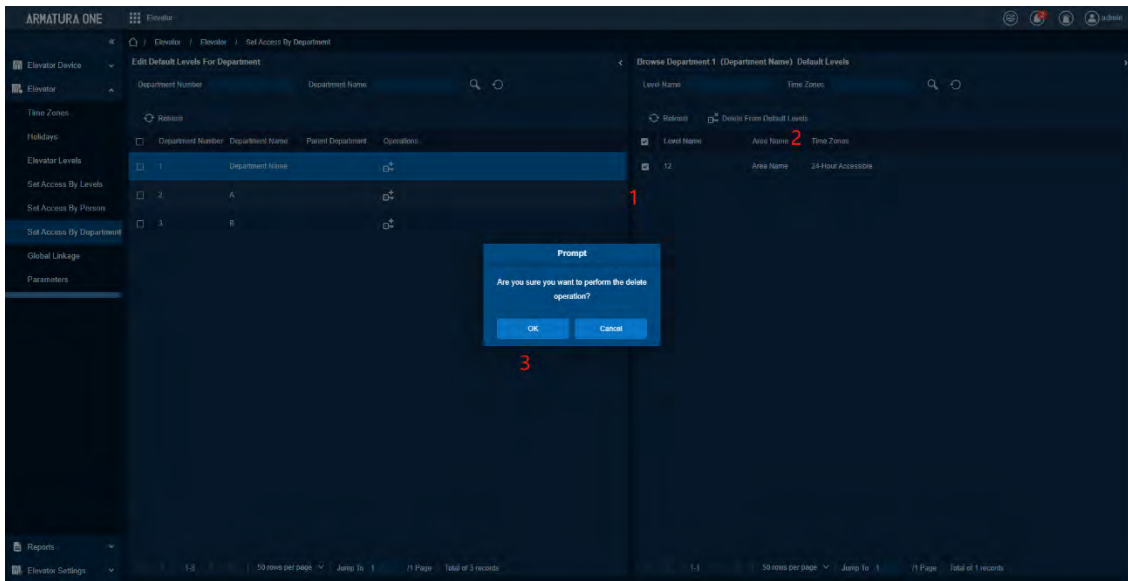 ARMATURA ONE
Elevator
admin
Elevator / Elevator / Set Access By Department
Elevator Device
Elevator
Time Zones
Holidays
Elevator Levels
Set Access By Levels
Set Access By Person
Set Access By Department
Global Linkage
Parameters
Reports
Elevator Settings
Edit Default Levels For Department
Department Number Department Name
Refresh
Department Number Department Name Parent Department Operations
1 Department Name
2 A
3 B
1-3 50 rows per page Jump To 1 /1 Page Total of 3 records
Browse Department 1 (Department Name) Default Levels
Level Name Time Zones
Refresh Delete From Default Levels
2
Level Name Area Name Time Zones
12 Area Name 24-Hour Accessible
1
Prompt
Are you sure you want to perform the delete
operation?
OK Cancel
3
1-1 50 rows per page Jump To 1 /1 Page Total of 1 records